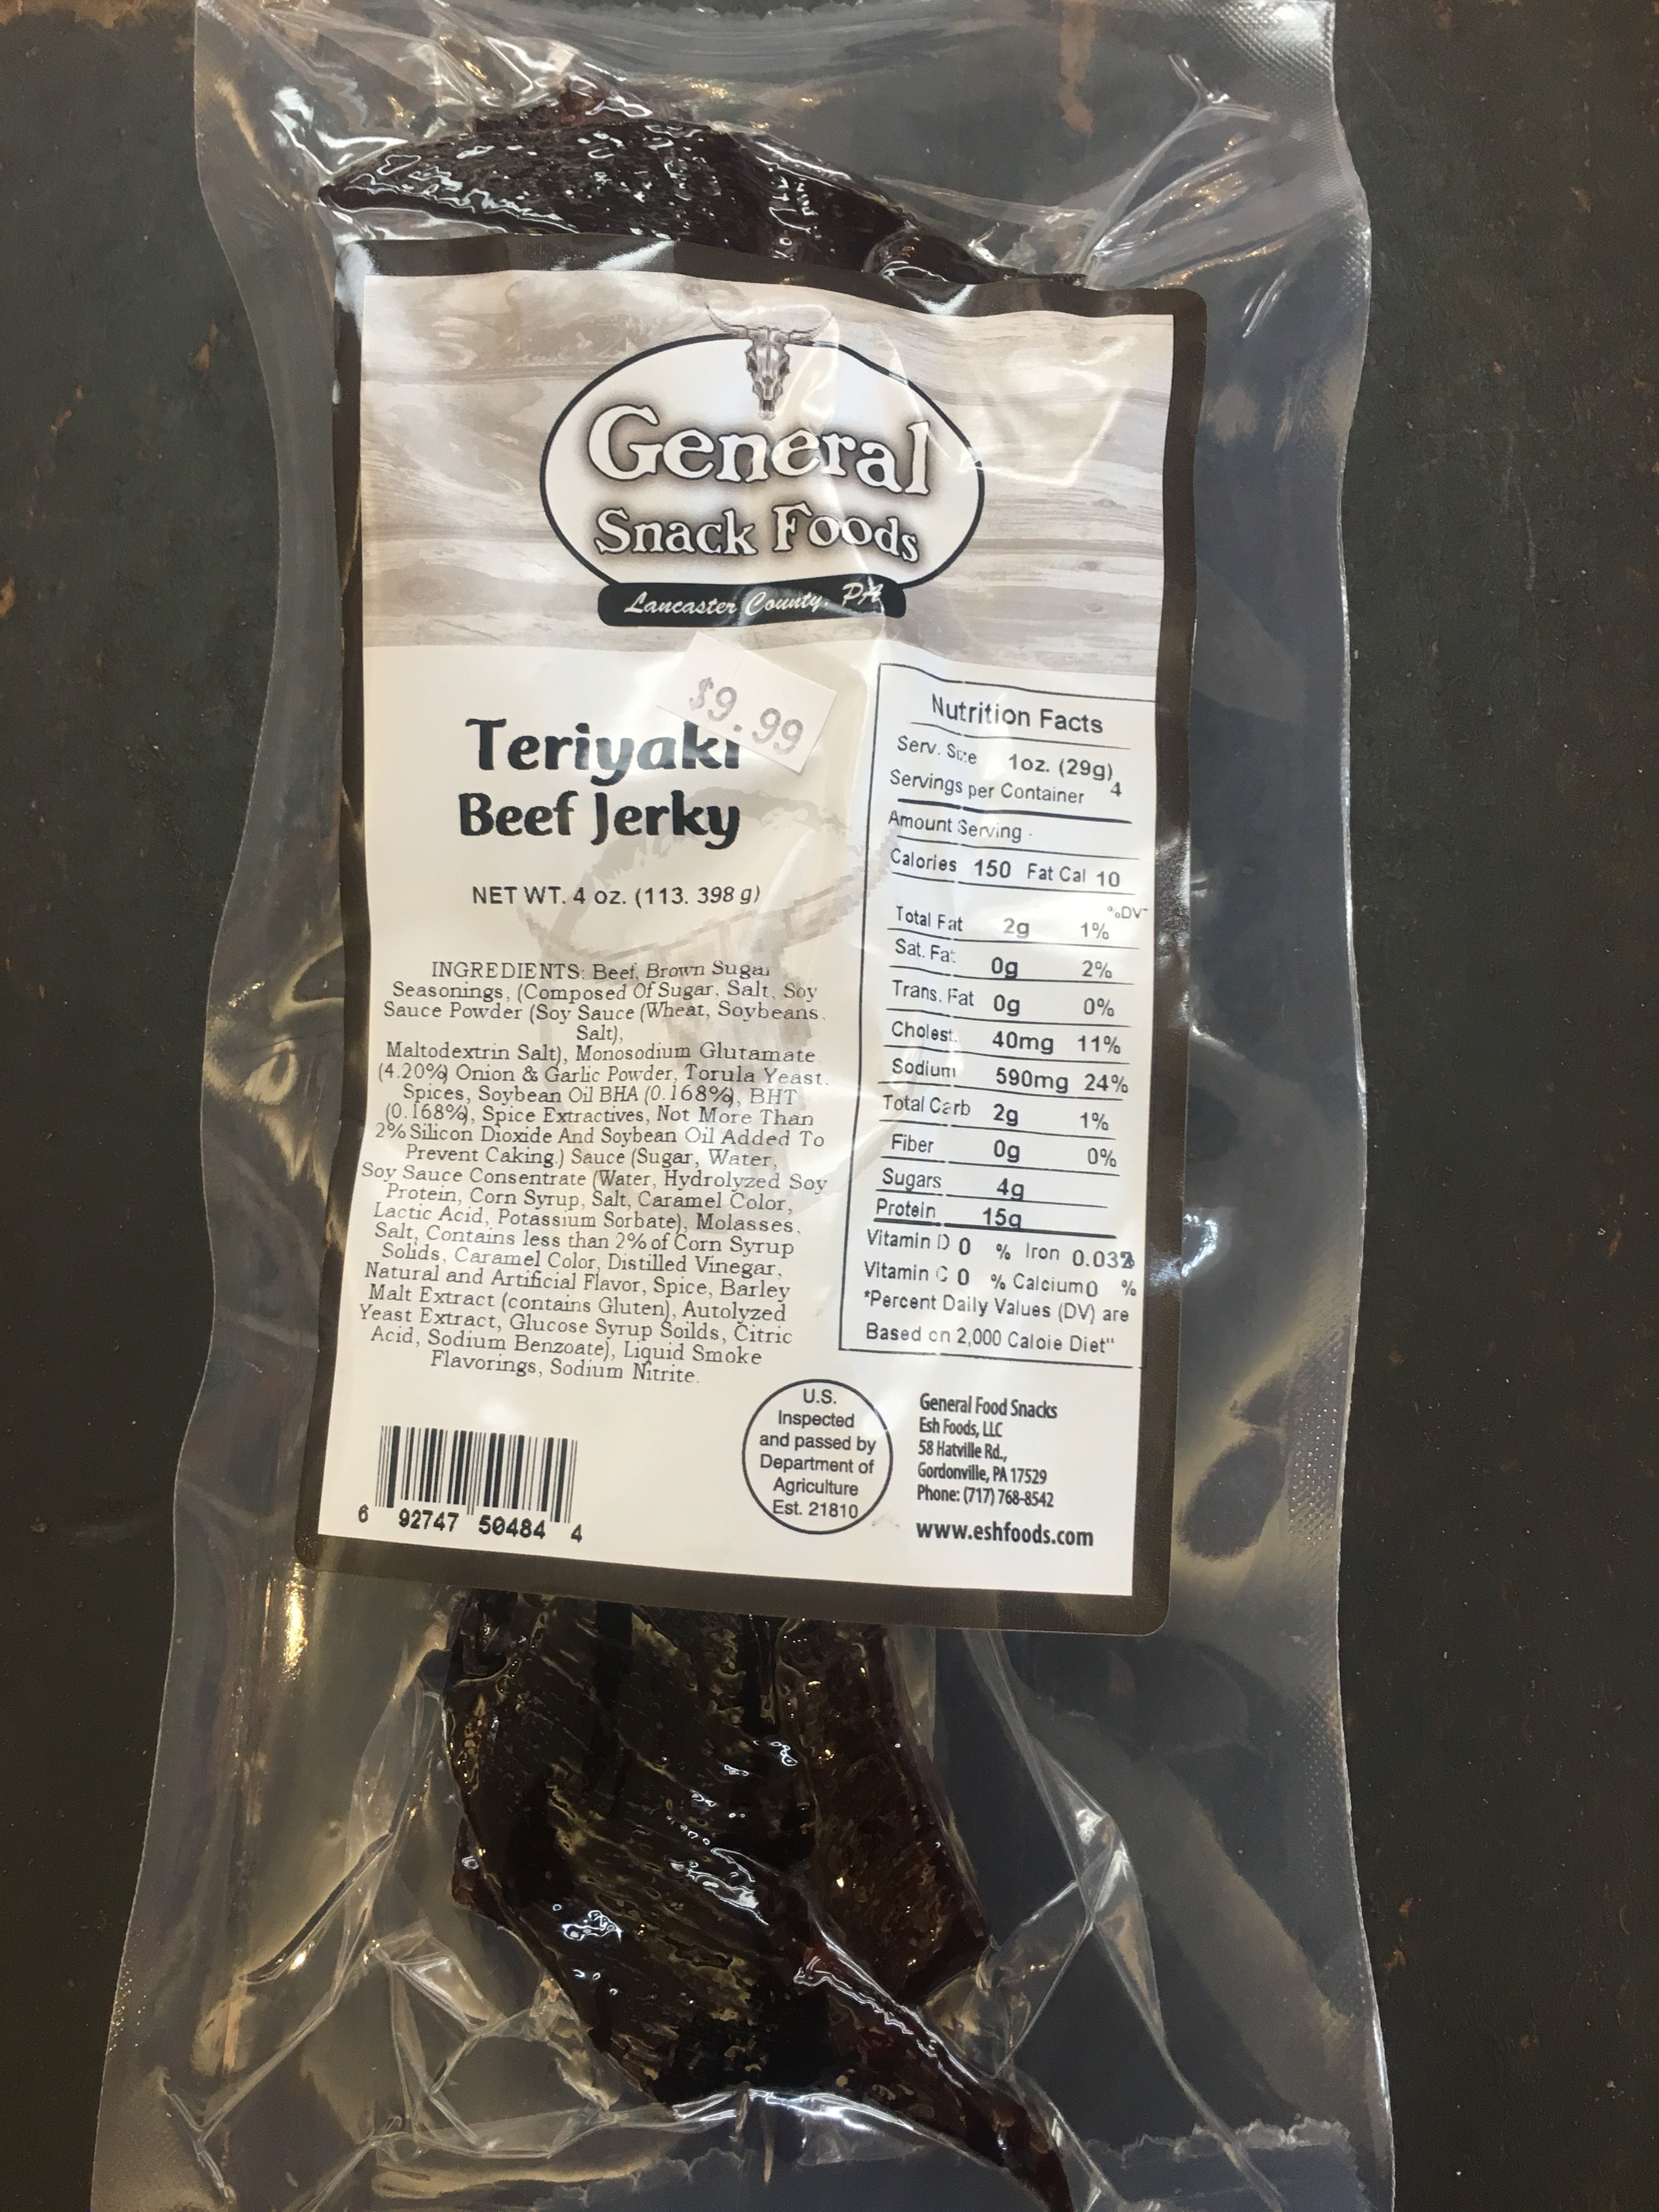 General
Snack Foods
Lancaster County, PA
$9.99
Teriyaki
Beef Jerky
NET WT. 4 oz. (113. 398 g)
INGREDIENTS: Beef, Brown Sugar
Seasonings, (Composed Of Sugar, Salt, Soy
Sauce Powder (Soy Sauce (Wheat, Soybeans,
Salt),
Maltodextrin Salt), Monosodium Glutamate
(4.20%) Onion & Garlic Powder, Torula Yeast.
Spices, Soybean Oil BHA (0.168%), BHT
(0.168%), Spice Extractives, Not More Than
2% Silicon Dioxide And Soybean Oil Added To
Prevent Caking.) Sauce (Sugar, Water,
Soy Sauce Consentrate (Water, Hydrolyzed Soy
Protein, Corn Syrup, Salt, Caramel Color,
Lactic Acid, Potassium Sorbate), Molasses,
Salt, Contains less than 2% of Corn Syrup
Solids, Caramel Color, Distilled Vinegar,
Natural and Artificial Flavor, Spice, Barley
Malt Extract (contains Gluten), Autolyzed
Yeast Extract, Glucose Syrup Soilds, Citric
Acid, Sodium Benzoate), Liquid Smoke
Flavorings, Sodium Nitrite.
Nutrition Facts
Serv. Size 1oz. (29g)
Servings per Container 4
Amount Serving -
Calories 150 Fat Cal 10
%DV*
Total Fat 2g 1%
Sat. Fat 0g 2%
Trans. Fat 0g 0%
Cholest. 40mg 11%
Sodium 590mg 24%
Total Carb 2g 1%
Fiber 0g 0%
Sugars 4g
Protein 15g
Vitamin D 0 % Iron
Vitamin C 0 % Calcium 0 %
*Percent Daily Values (DV) are
Based on 2,000 Caloie Diet"
6 92747 50484 4
U.S.
Inspected
and passed by
Department of
Agriculture
Est. 21810
General Food Snacks
Esh Foods, LLC
58 Hatville Rd.,
Gordonville, PA 17529
Phone: (717) 768-8542
www.eshfoods.com